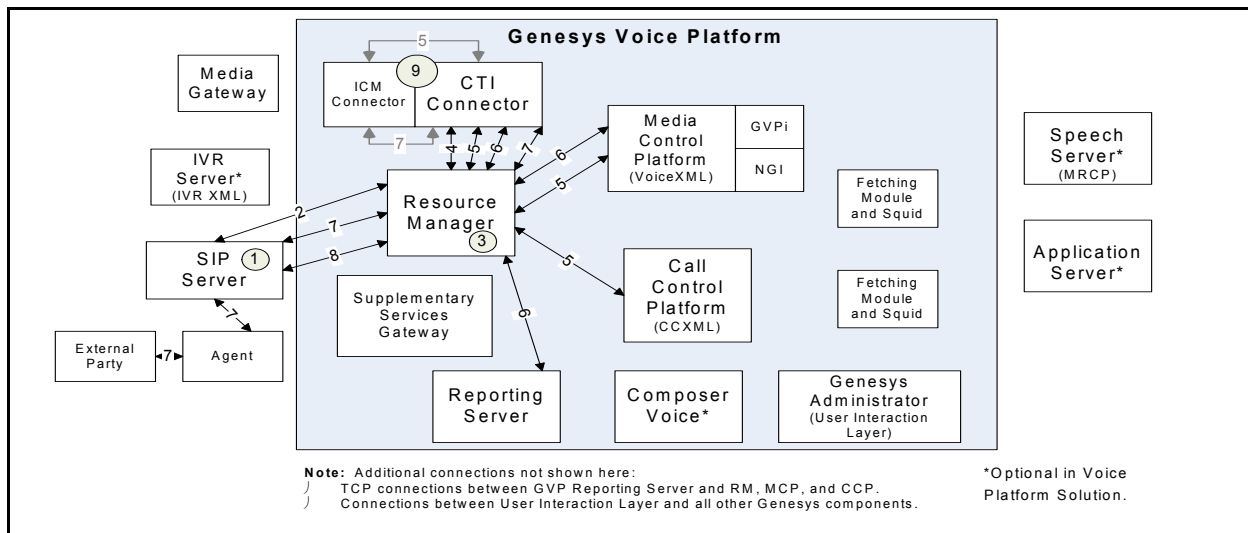 Genesys Voice Platform
5
9
ICM
Connector
CTI
Connector
7
4
5
6
7
Media
Gateway
IVR
Server*
(IVR XML)
Media
Control
Platform
(VoiceXML)
GVPi
NGI
6
5
Speech
Server*
(MRCP)
Resource
Manager
3
2
7
8
Fetching
Module
and Squid
SIP
Server
1
5
Call
Control
Platform
(CCXML)
Application
Server*
Supplementary
Services
Gateway
9
Fetching
Module
and Squid
7
External
Party
7
Agent
Reporting
Server
Composer
Voice*
Genesys
Administrator
(User Interaction
Layer)
Note: Additional connections not shown here:
TCP connections between GVP Reporting Server and RM, MCP, and CCP.
Connections between User Interaction Layer and all other Genesys components.
*Optional in Voice
Platform Solution.